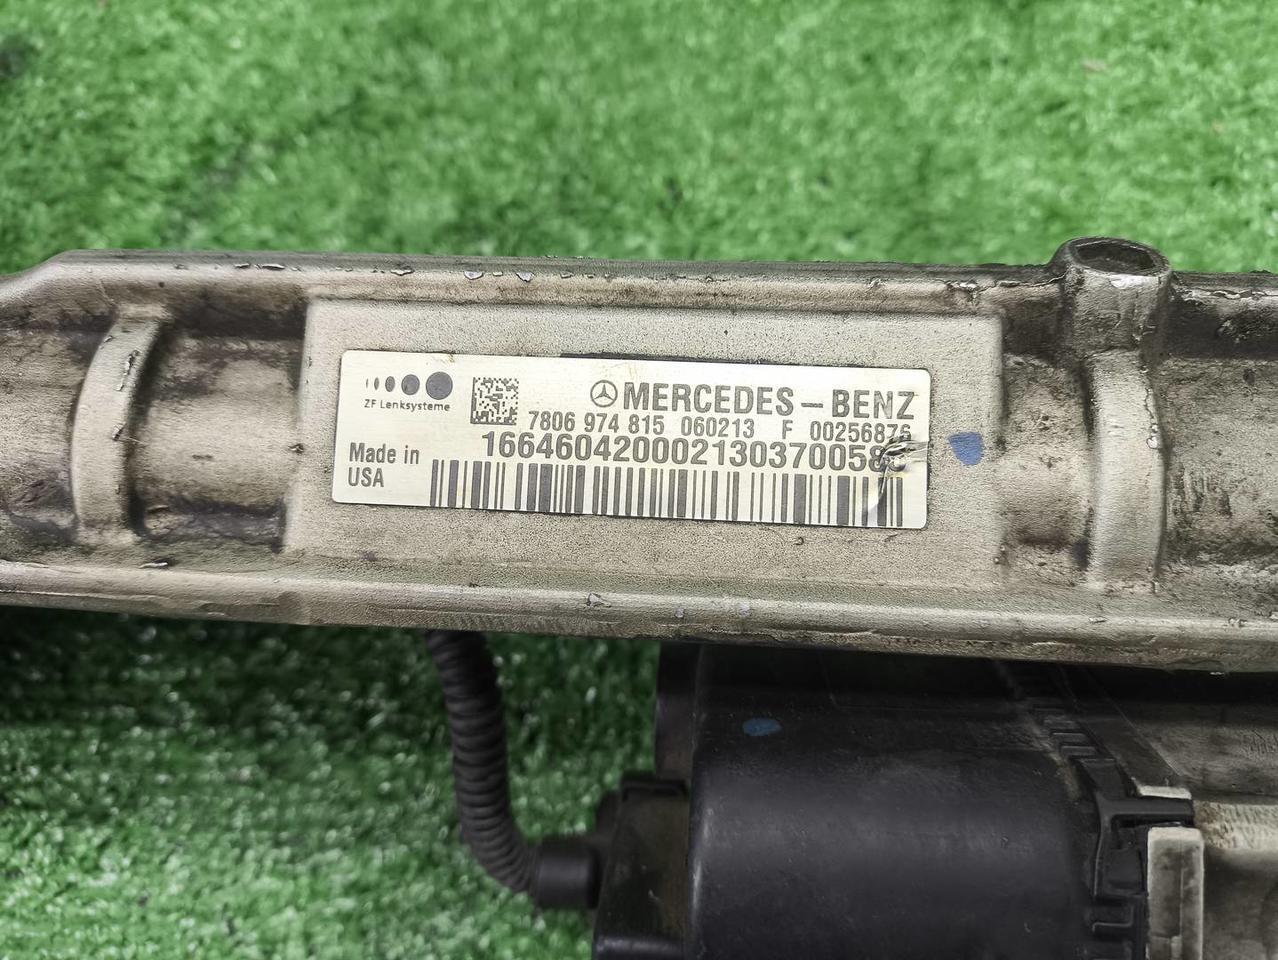 ZF Lenksysteme
MERCEDES-BENZ
7806 974 815 060213 F 00256876
Made in
USA
16646042000213037005